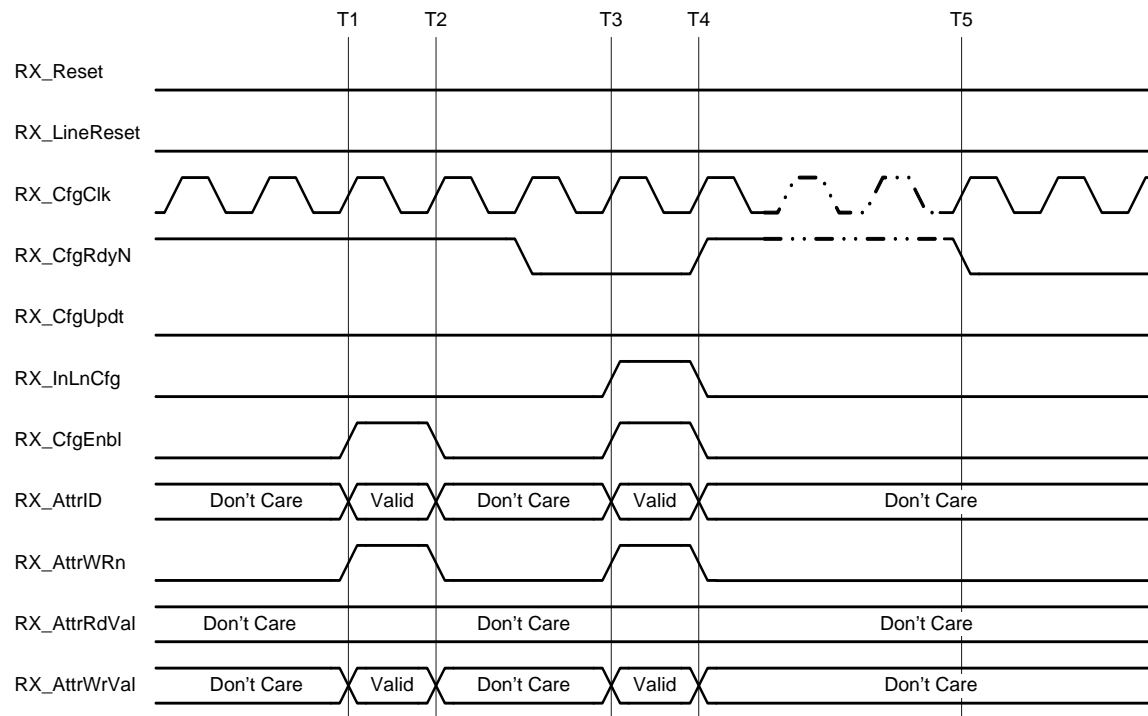 T1 T2 T3 T4 T5
RX_Reset
RX_LineReset
RX_CfgClk
RX_CfgRdyN
RX_CfgUpdt
RX_InLnCfg
RX_CfgEnbl
RX_AttrID Don't Care Valid Don't Care Valid Don't Care
RX_AttrWRn
RX_AttrRdVal Don't Care Don't Care Don't Care
RX_AttrWrVal Don't Care Valid Don't Care Valid Don't Care